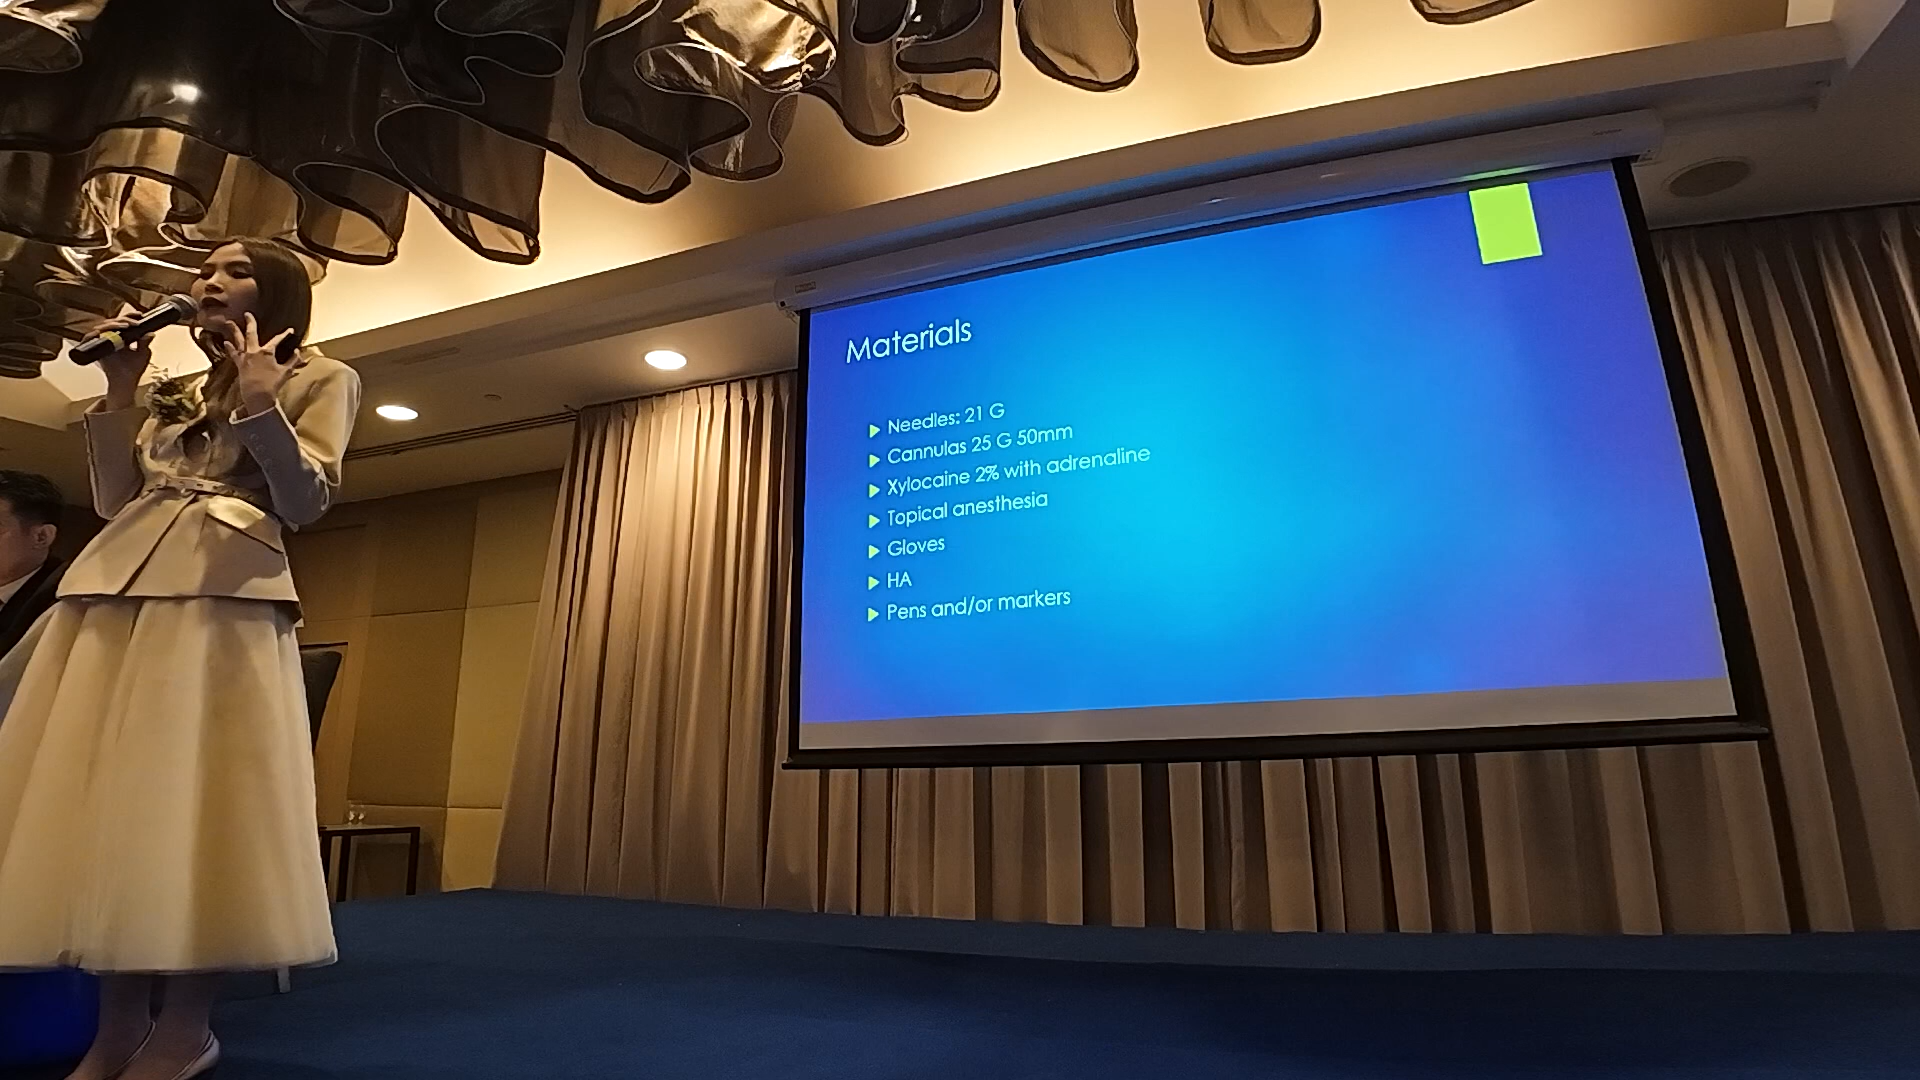 Materials
Needles: 21 G
Cannulas 25 G 50mm
Xylocaine 2% with adrenaline
Topical anesthesia
Gloves
HA
Pens and/or markers